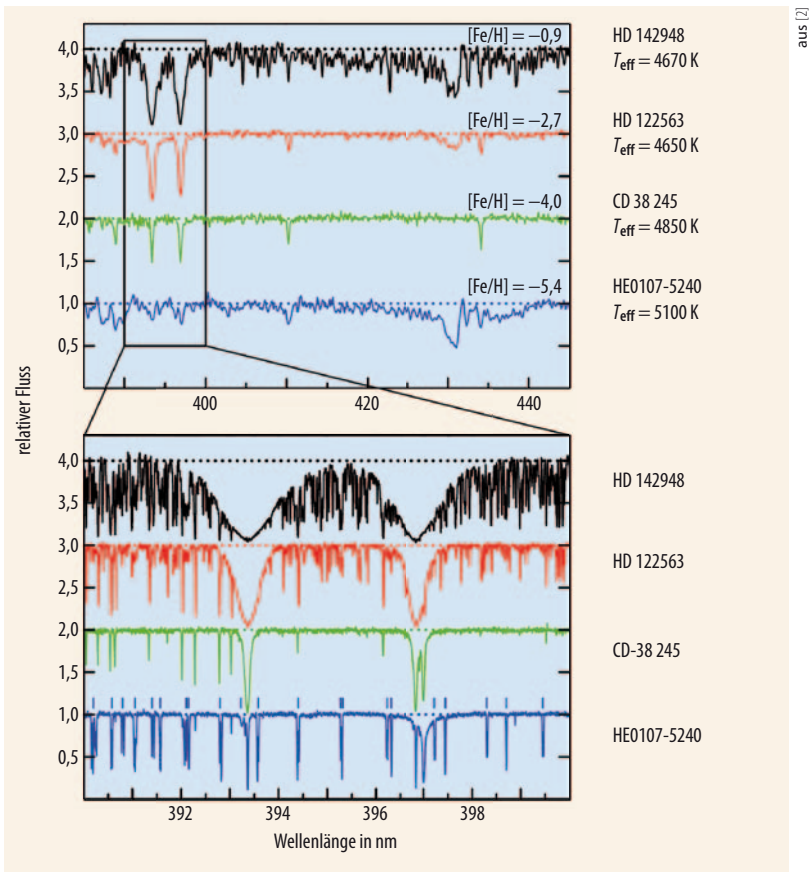 aus [2]
[Fe/H] = −0,9
HD 142948
T_eff = 4670 K
4,0
3,5
[Fe/H] = −2,7
HD 122563
T_eff = 4650 K
3,0
2,5
[Fe/H] = −4,0
CD 38 245
T_eff = 4850 K
2,0
1,5
[Fe/H] = −5,4
HE0107-5240
T_eff = 5100 K
1,0
0,5
400 420 440
relativer Fluss
4,0
HD 142948
3,5
3,0
HD 122563
2,5
2,0
CD-38 245
1,5
1,0
HE0107-5240
0,5
392 394 396 398
Wellenlänge in nm